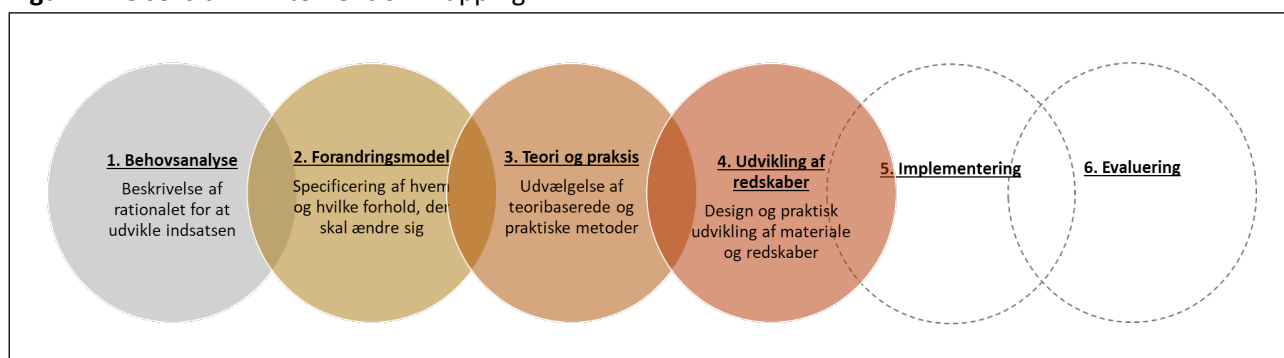 1. Behovsanalyse
Beskrivelse af
rationalet for at
udvikle indsatsen
2. Forandringsmodel
Specificering af hvem
og hvilke forhold, der
skal ændre sig
3. Teori og praksis
Udvælgelse af
teoribaserede og
praktiske metoder
4. Udvikling af
redskaber
Design og praktisk
udvikling af materiale
og redskaber
5. Implementering
6. Evaluering